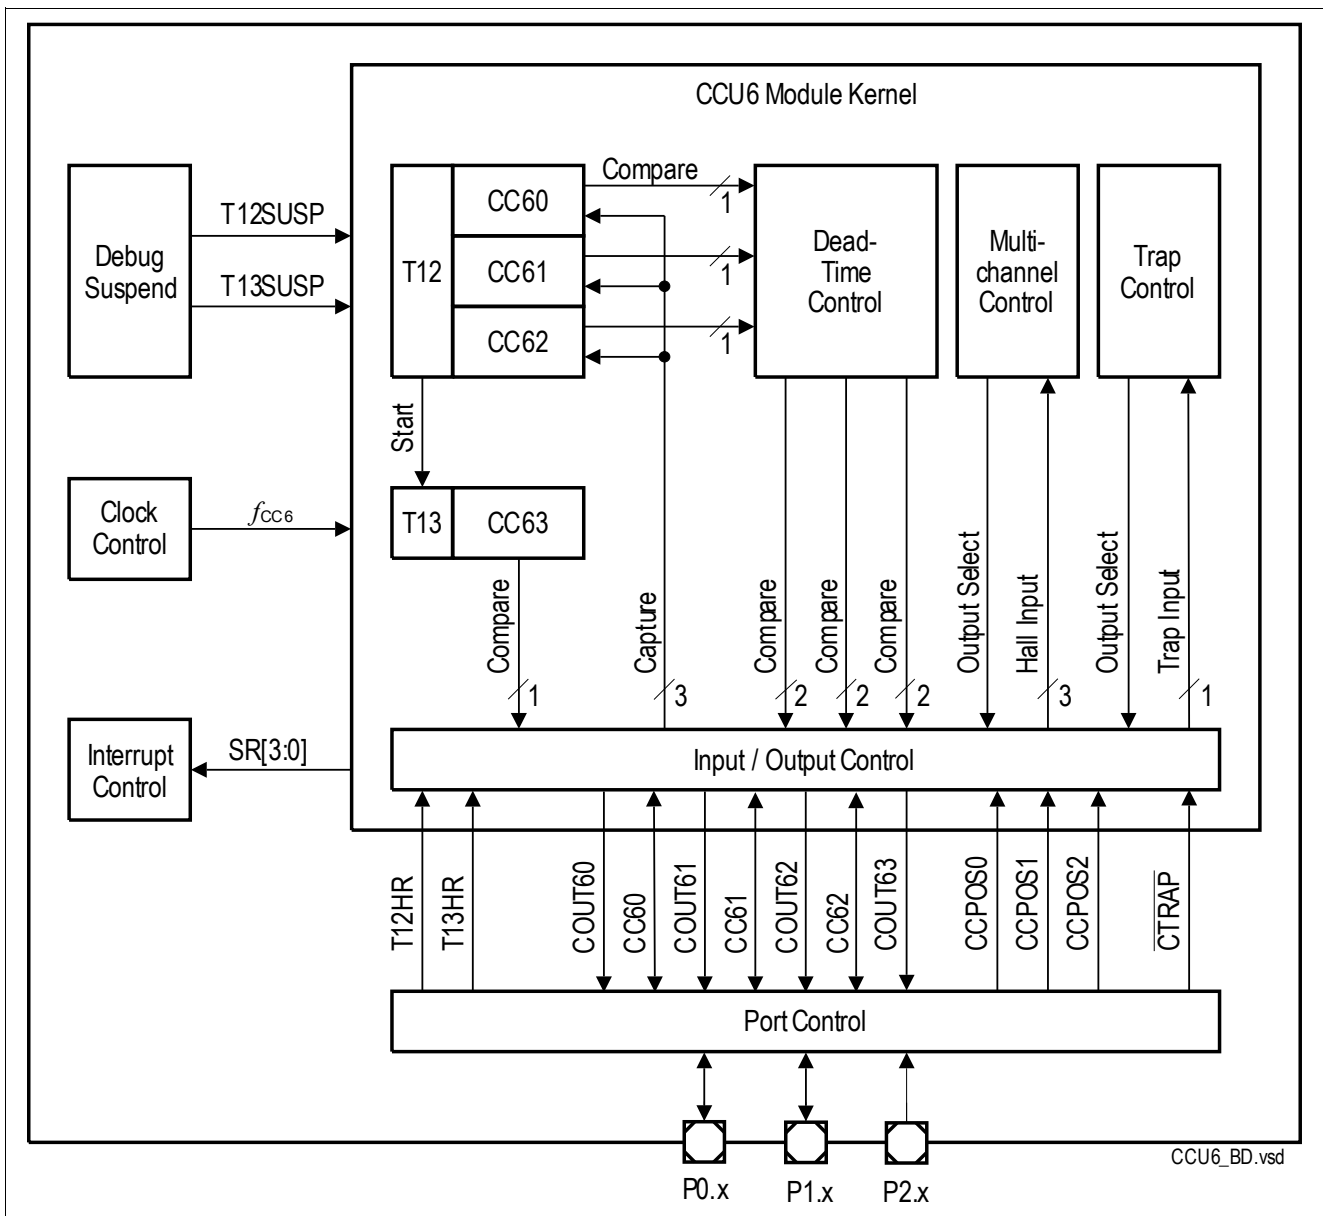 CCU6 Module Kernel
Debug
Suspend
T12SUSP
T13SUSP
T12
CC60
CC61
CC62
Compare
1
1
1
Dead-
Time
Control
Multi-
channel
Control
Trap
Control
Start
T13
CC63
Clock
Control
fCC6
Compare
1
Capture
3
Compare
2
Compare
2
Compare
2
Output Select
Hall Input
3
Output Select
Trap Input
1
Interrupt
Control
SR[3:0]
Input / Output Control
T12HR
T13HR
COUT60
CC60
COUT61
CC61
COUT62
CC62
COUT63
CCPOS0
CCPOS1
CCPOS2
CTRAP
Port Control
P0.x
P1.x
P2.x
CCU6_BD.vsd